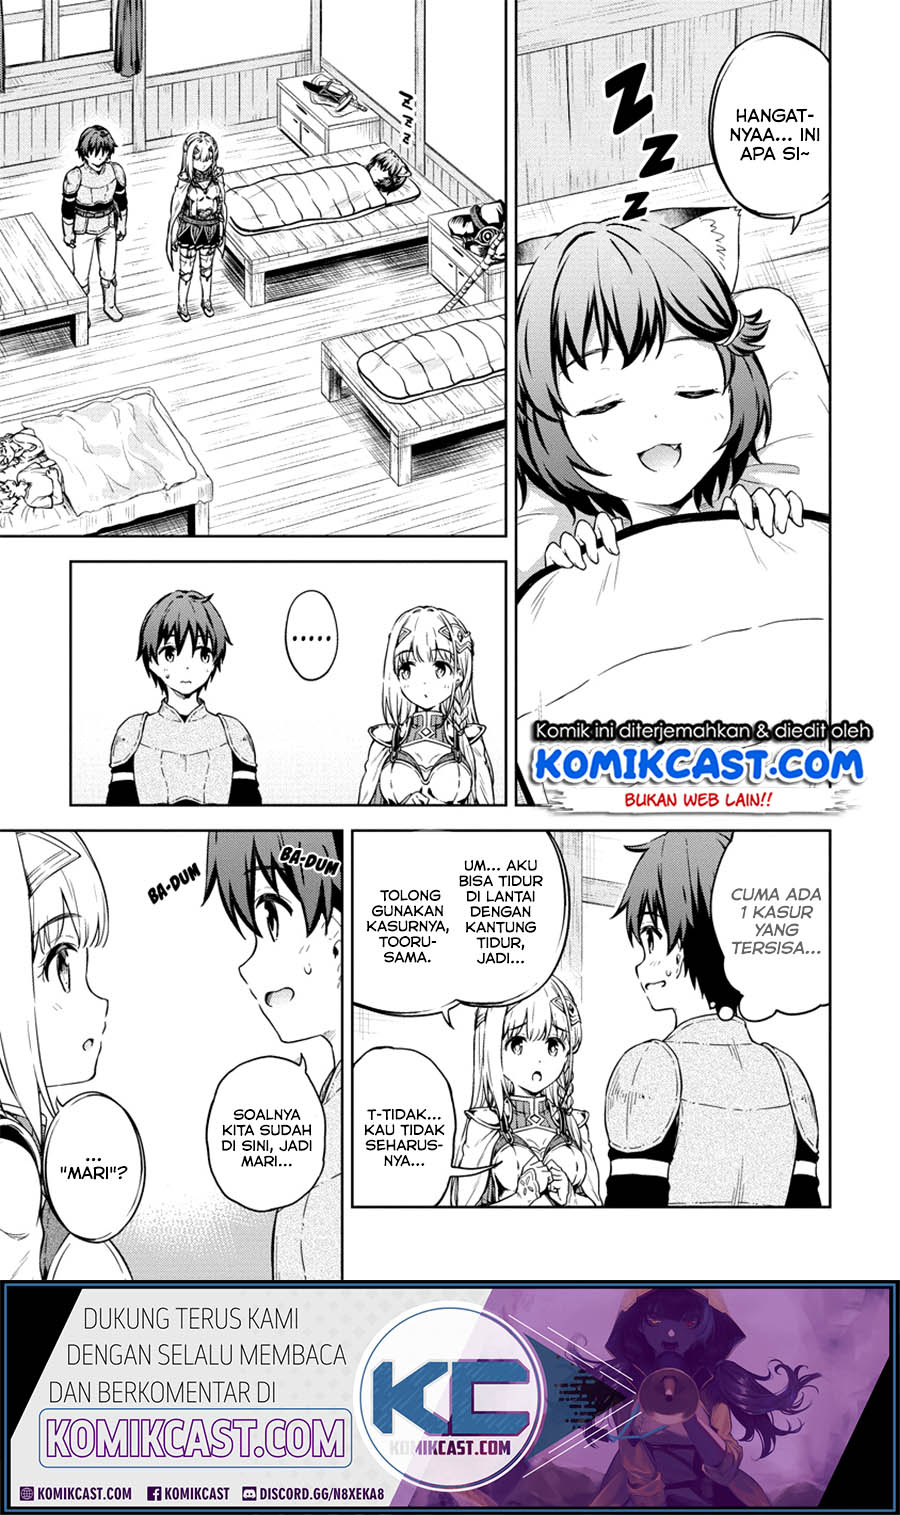 HANGAT-
NYAA... INI
APA SI~
Z
Z
Z
Z
Z
Z
Z
.....
Komik ini diterjemahkan & diedit oleh
KOMIKCAST.COM
BUKAN WEB LAIN!!
CUMA ADA
1 KASUR
YANG
TERSISA...
UM... AKU
BISA TIDUR
DI LANTAI
DENGAN
KANTUNG
TIDUR,
JADI...
TOLONG
GUNAKAN
KASURNYA,
TOORU-
SAMA.
T-TIDAK...
KAU TIDAK
SEHARUS-
NYA...
BA-DUM
BA-DUM
SOALNYA
KITA SUDAH
DI SINI, JADI
MARI...
...
"MARI"?
DUKUNG TERUS KAMI
DENGAN SELALU MEMBACA
DAN BERKOMENTAR DI
KOMIKCAST.COM
KOMIKCAST.COM
KOMIKCAST
DISCORD.GG/N8XEKA8
KC
KOMIKCAST.COM